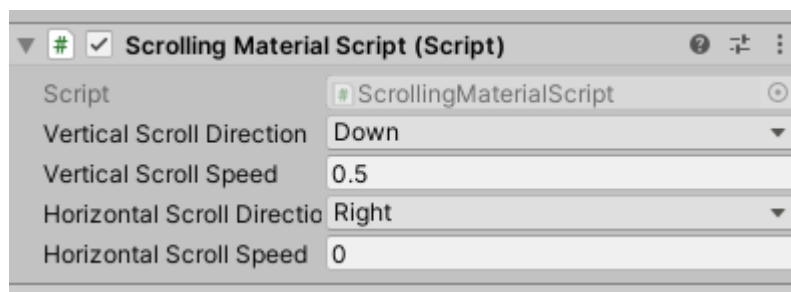 # Scrolling Material Script (Script)
Script # ScrollingMaterialScript
Vertical Scroll Direction Down
Vertical Scroll Speed 0.5
Horizontal Scroll Directio Right
Horizontal Scroll Speed 0